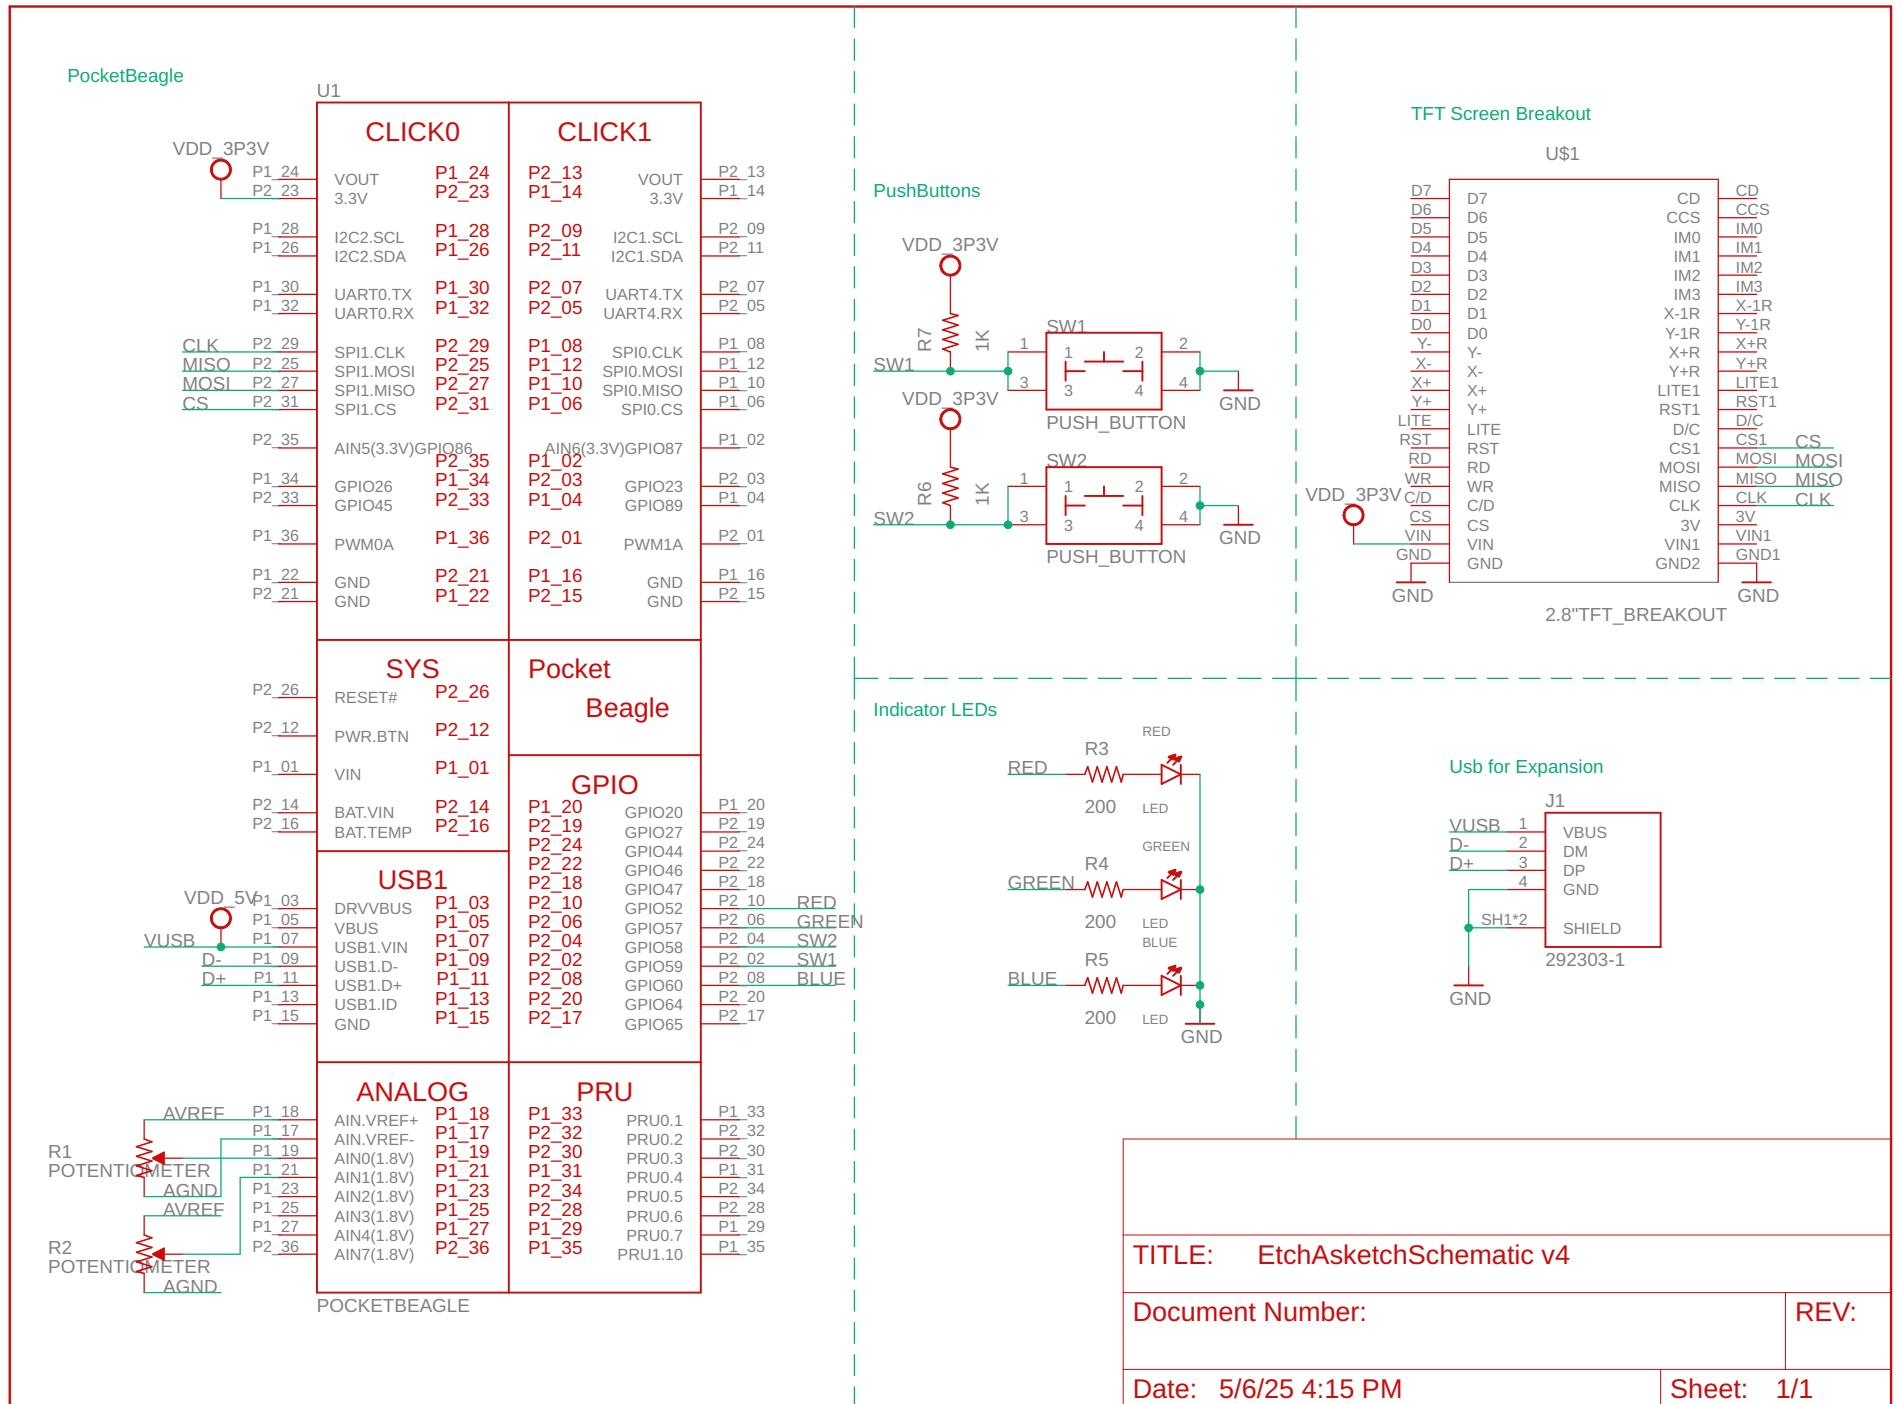 PocketBeagle
U1
CLICK0 CLICK1
VDD_3P3V
P1_24 VOUT P1_24 P2_13 VOUT P2_13
P2_23 3.3V P2_23 P1_14 3.3V P1_14
P1_28 I2C2.SCL P1_28 P2_09 I2C1.SCL P2_09
P1_26 I2C2.SDA P1_26 P2_11 I2C1.SDA P2_11
P1_30 UART0.TX P1_30 P2_07 UART4.TX P2_07
P1_32 UART0.RX P1_32 P2_05 UART4.RX P2_05
CLK P2_29 SPI1.CLK P2_29 P1_08 SPI0.CLK P1_08
MISO P2_25 SPI1.MOSI P2_25 P1_12 SPI0.MOSI P1_12
MOSI P2_27 SPI1.MISO P2_27 P1_10 SPI0.MISO P1_10
CS P2_31 SPI1.CS P2_31 P1_06 SPI0.CS P1_06
P2_35 AIN5(3.3V)GPIO86 P2_35 P1_02 AIN6(3.3V)GPIO87 P1_02
P1_34 GPIO26 P1_34 P2_03 GPIO23 P2_03
P2_33 GPIO45 P2_33 P1_04 GPIO89 P1_04
P1_36 PWM0A P1_36 P2_01 PWM1A P2_01
P1_22 GND P2_21 P1_16 GND P1_16
P2_21 GND P1_22 P2_15 GND P2_15
SYS Pocket
Beagle
P2_26 RESET# P2_26
P2_12 PWR.BTN P2_12
P1_01 VIN P1_01
P2_14 BAT.VIN P2_14
P2_16 BAT.TEMP P2_16
GPIO
P1_20 GPIO20 P1_20
P2_19 GPIO27 P2_19
P2_24 GPIO44 P2_24
P2_22 GPIO46 P2_22
P2_18 GPIO47 P2_18
P2_10 GPIO52 P2_10 RED
P2_06 GPIO57 P2_06 GREEN
P2_04 GPIO58 P2_04 SW2
P2_02 GPIO59 P2_02 SW1
P2_08 GPIO60 P2_08 BLUE
P2_20 GPIO64 P2_20
P2_17 GPIO65 P2_17
USB1
VDD_5V
P1_03 DRVVBUS P1_03
P1_05 VBUS P1_05
VUSB P1_07 USB1.VIN P1_07
D- P1_09 USB1.D- P1_09
D+ P1_11 USB1.D+ P1_11
P1_13 USB1.ID P1_13
P1_15 GND P1_15
ANALOG PRU
AVREF P1_18 AIN.VREF+ P1_18 P1_33 PRU0.1 P1_33
P1_17 AIN.VREF- P1_17 P2_32 PRU0.2 P2_32
R1 P1_19 AIN0(1.8V) P1_19 P2_30 PRU0.3 P2_30
POTENTIOMETER P1_21 AIN1(1.8V) P1_21 P1_31 PRU0.4 P1_31
AGND P1_23 AIN2(1.8V) P1_23 P2_34 PRU0.5 P2_34
AVREF P1_25 AIN3(1.8V) P1_25 P2_28 PRU0.6 P2_28
P1_27 AIN4(1.8V) P1_27 P1_29 PRU0.7 P1_29
R2 P2_36 AIN7(1.8V) P2_36 P1_35 PRU1.10 P1_35
POTENTIOMETER
AGND
POCKETBEAGLE
PushButtons
VDD_3P3V
R7 1K
SW1
SW1
1 1 2 2
3 3 4 4
GND
PUSH_BUTTON
VDD_3P3V
R6 1K
SW2
SW2
1 1 2 2
3 3 4 4
GND
PUSH_BUTTON
TFT Screen Breakout
U$1
D7 D7 CD CD
D6 D6 CCS CCS
D5 D5 IM0 IM0
D4 D4 IM1 IM1
D3 D3 IM2 IM2
D2 D2 IM3 IM3
D1 D1 X-1R X-1R
D0 D0 Y-1R Y-1R
Y- Y- X+R X+R
X- X- Y+R Y+R
X+ X+ LITE1 LITE1
Y+ Y+ RST1 RST1
LITE LITE D/C D/C
RST RST CS1 CS1 CS
RD RD MOSI MOSI MOSI
WR WR MISO MISO MISO
VDD_3P3V C/D C/D CLK CLK CLK
CS CS 3V 3V
VIN VIN VIN1 VIN1
GND GND GND2 GND1
GND GND
2.8"TFT_BREAKOUT
Indicator LEDs
RED
RED R3
200 LED
GREEN
GREEN R4
200 LED
BLUE
BLUE R5
200 LED
GND
Usb for Expansion
J1
VUSB 1 VBUS
D- 2 DM
D+ 3 DP
4 GND
SH1*2 SHIELD
292303-1
GND
TITLE: EtchAsketchSchematic v4
Document Number: REV:
Date: 5/6/25 4:15 PM Sheet: 1/1